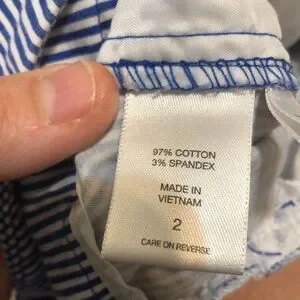 97% COTTON
3% SPANDEX
MADE IN
VIETNAM
2
CARE ON REVERSE